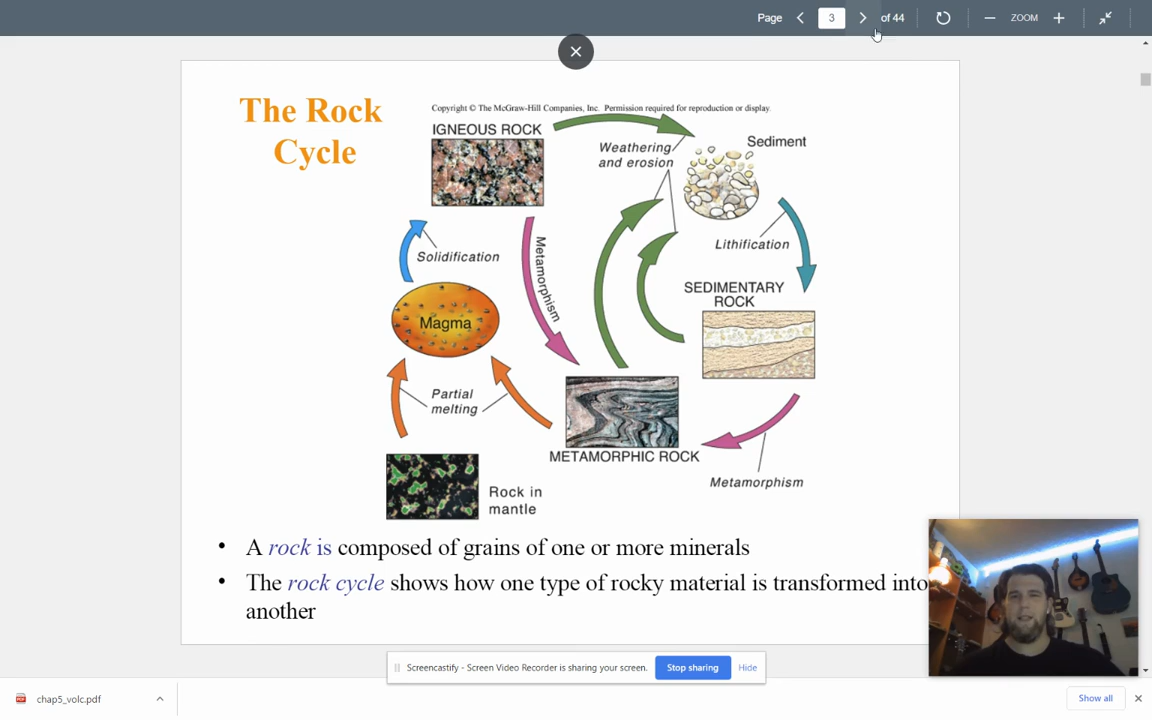 Page 3 of 44 ZOOM
The Rock
Cycle
Copyright © The McGraw-Hill Companies, Inc. Permission required for reproduction or display.
IGNEOUS ROCK
Weathering
and erosion
Sediment
Metamorphism
Solidification
Lithification
SEDIMENTARY
ROCK
Magma
Partial
melting
METAMORPHIC ROCK
Metamorphism
Rock in
mantle
• A rock is composed of grains of one or more minerals
• The rock cycle shows how one type of rocky material is transformed into
another
Screencastify - Screen Video Recorder is sharing your screen. Stop sharing Hide
chap5_volc.pdf Show all